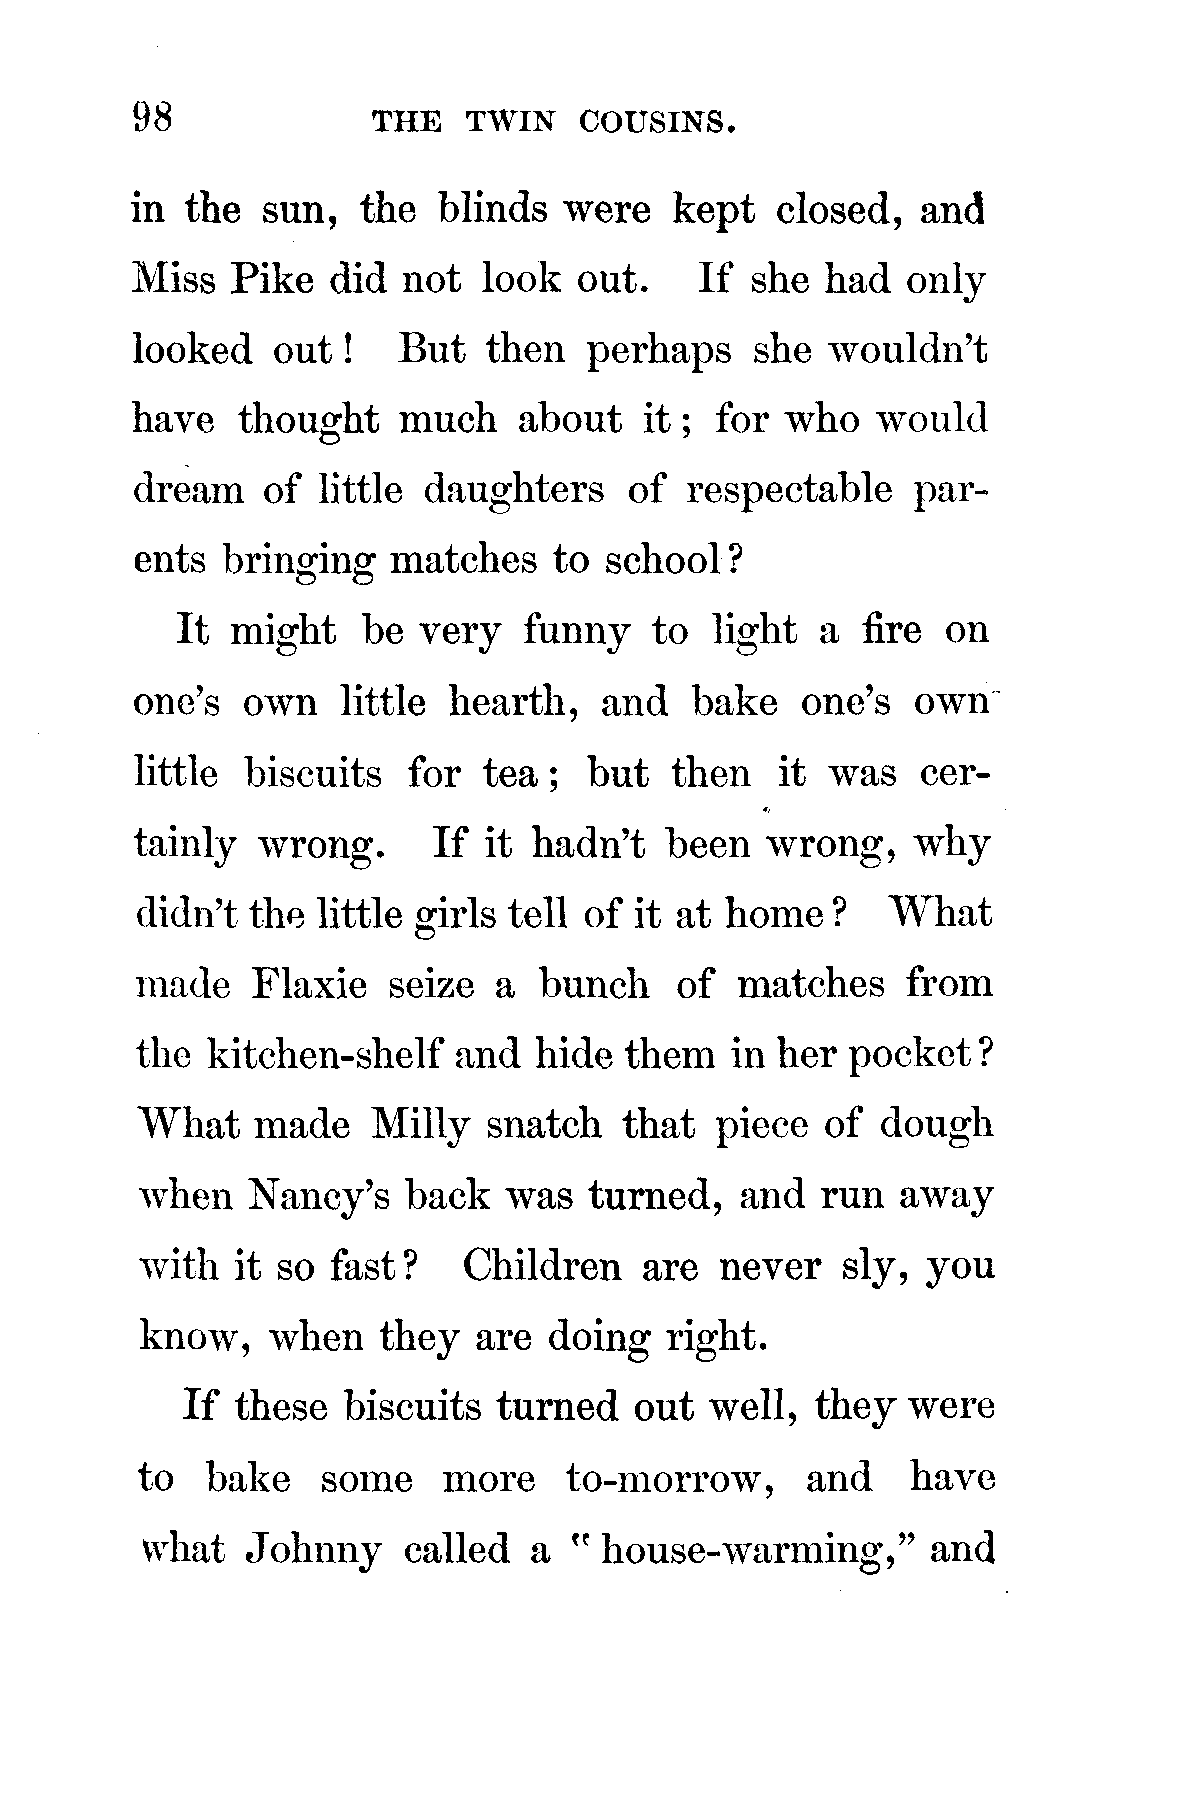 98 THE TWIN COUSINS.
in the sun, the blinds were kept closed, and
Miss Pike did not look out. If she had only
looked out! But then perhaps she wouldn't
have thought much about it; for who would
dream of little daughters of respectable par-
ents bringing matches to school?
It might be very funny to light a fire on
one's own little hearth, and bake one's own
little biscuits for tea; but then it was cer-
tainly wrong. If it hadn't been wrong, why
didn't the little girls tell of it at home? What
made Flaxie seize a bunch of matches from
the kitchen-shelf and hide them in her pocket?
What made Milly snatch that piece of dough
when Nancy's back was turned, and run away
with it so fast? Children are never sly, you
know, when they are doing right.
If these biscuits turned out well, they were
to bake some more to-morrow, and have
what Johnny called a "house-warming," and